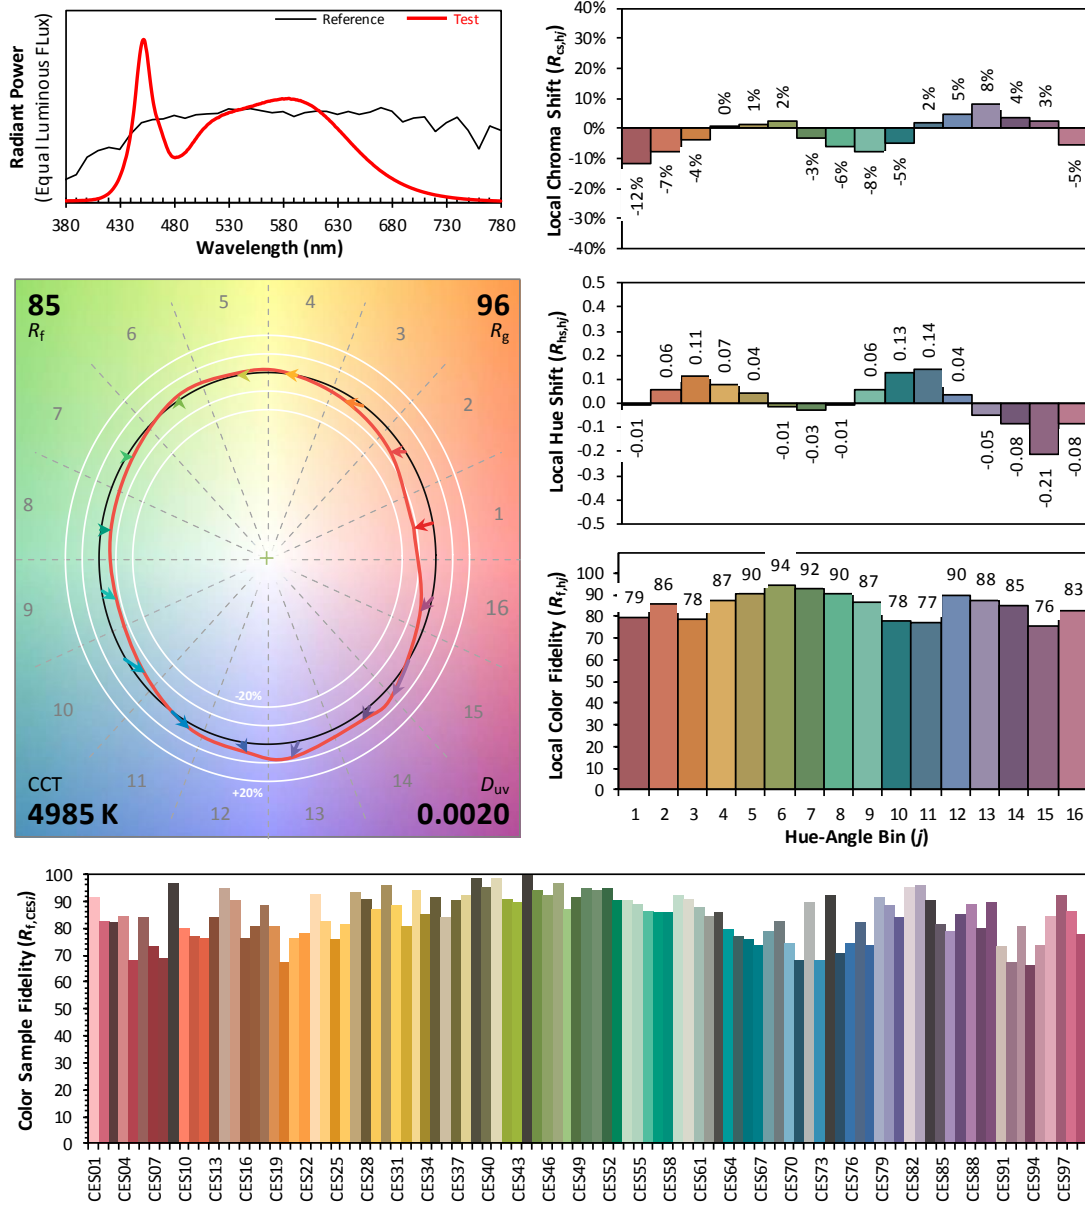 Reference
Test
Radiant Power
(Equal Luminous FLux)
380 430 480 530 580 630 680 730 780
Wavelength (nm)
Local Chroma Shift (Rcs,hj)
40%
30%
20%
10%
0%
-10%
-20%
-30%
-40%
-12% -7% -4% 0% 1% 2% -3% -6% -8% -5% 2% 5% 8% 4% 3% -5%
85
Rf
96
Rg
5 4
6 3
7 2
8 1
9 16
10 15
11 14
12 13
-20%
+20%
CCT
4985 K
Duv
0.0020
Local Hue Shift (Rhs,hj)
0.5
0.4
0.3
0.2
0.1
0.0
-0.1
-0.2
-0.3
-0.4
-0.5
-0.01 0.06 0.11 0.07 0.04 -0.01 -0.03 -0.01 0.06 0.13 0.14 0.04 -0.05 -0.08 -0.21 -0.08
Local Color Fidelity (Rf,hj)
100
90
80
70
60
50
40
30
20
10
0
79 86 78 87 90 94 92 90 87 78 77 90 88 85 76 83
1 2 3 4 5 6 7 8 9 10 11 12 13 14 15 16
Hue-Angle Bin (j)
Color Sample Fidelity (Rf,CESi)
100
90
80
70
60
50
40
30
20
10
0
CES01 CES04 CES07 CES10 CES13 CES16 CES19 CES22 CES25 CES28 CES31 CES34 CES37 CES40 CES43 CES46 CES49 CES52 CES55 CES58 CES61 CES64 CES67 CES70 CES73 CES76 CES79 CES82 CES85 CES88 CES91 CES94 CES97